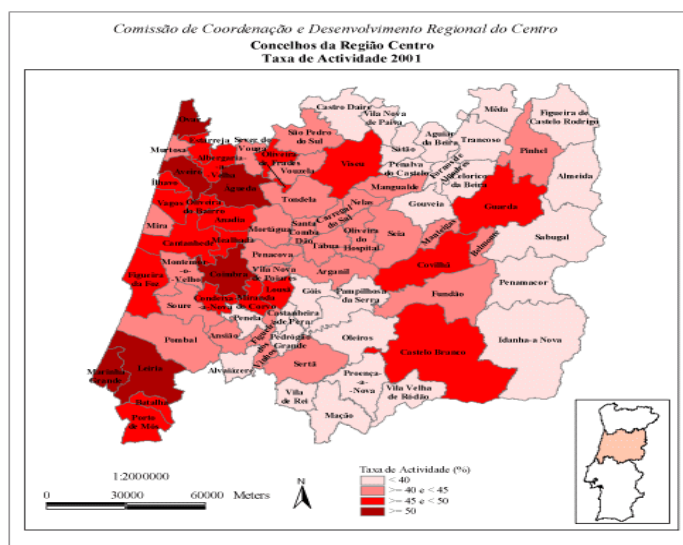 Comissão de Coordenação e Desenvolvimento Regional do Centro
Concelhos da Região Centro
Taxa de Actividade 2001
Ovar
Castro Daire
Vila Nova
de Paiva
Mêda
Figueira de
Castelo Rodrigo
Estarreja
Sever do
Vouga
São Pedro
do Sul
Aguiar
da Beira
Trancoso
Pinhel
Murtosa
Albergaria-
a-
Velha
Oliveira
de Frades
Vouzela
Viseu
Sátão
Penalva
do Castelo
Fornos de
Algodres
Celorico
da Beira
Almeida
Aveiro
Ílhavo
Águeda
Mangualde
Gouveia
Guarda
Vagos
Oliveira
do Bairro
Tondela
Nelas
Carregal
do Sal
Seia
Manteigas
Belmonte
Sabugal
Mira
Anadia
Mortágua
Santa
Comba
Dão
Tábua
Oliveira
do
Hospital
Cantanhede
Mealhada
Penacova
Covilhã
Figueira
da Foz
Montemor
-o-
Velho
Coimbra
Vila Nova
de Poiares
Arganil
Fundão
Penamacor
Soure
Condeixa-
a-Nova
Miranda
do Corvo
Lousã
Góis
Pampilhosa
da Serra
Penela
Castanheira
de Pera
Pombal
Ansião
Figueiró
dos
Vinhos
Pedrógão
Grande
Oleiros
Castelo Branco
Idanha-a Nova
Marinha
Grande
Leiria
Alvaiázere
Sertã
Proença-
a-
Nova
Vila Velha
de Ródão
Batalha
Porto
de Mós
Vila
de Rei
Mação
1:2000000
0 30000 60000 Meters
N
Taxa de Actividade (%)
< 40
>= 40 e < 45
>= 45 e < 50
>= 50